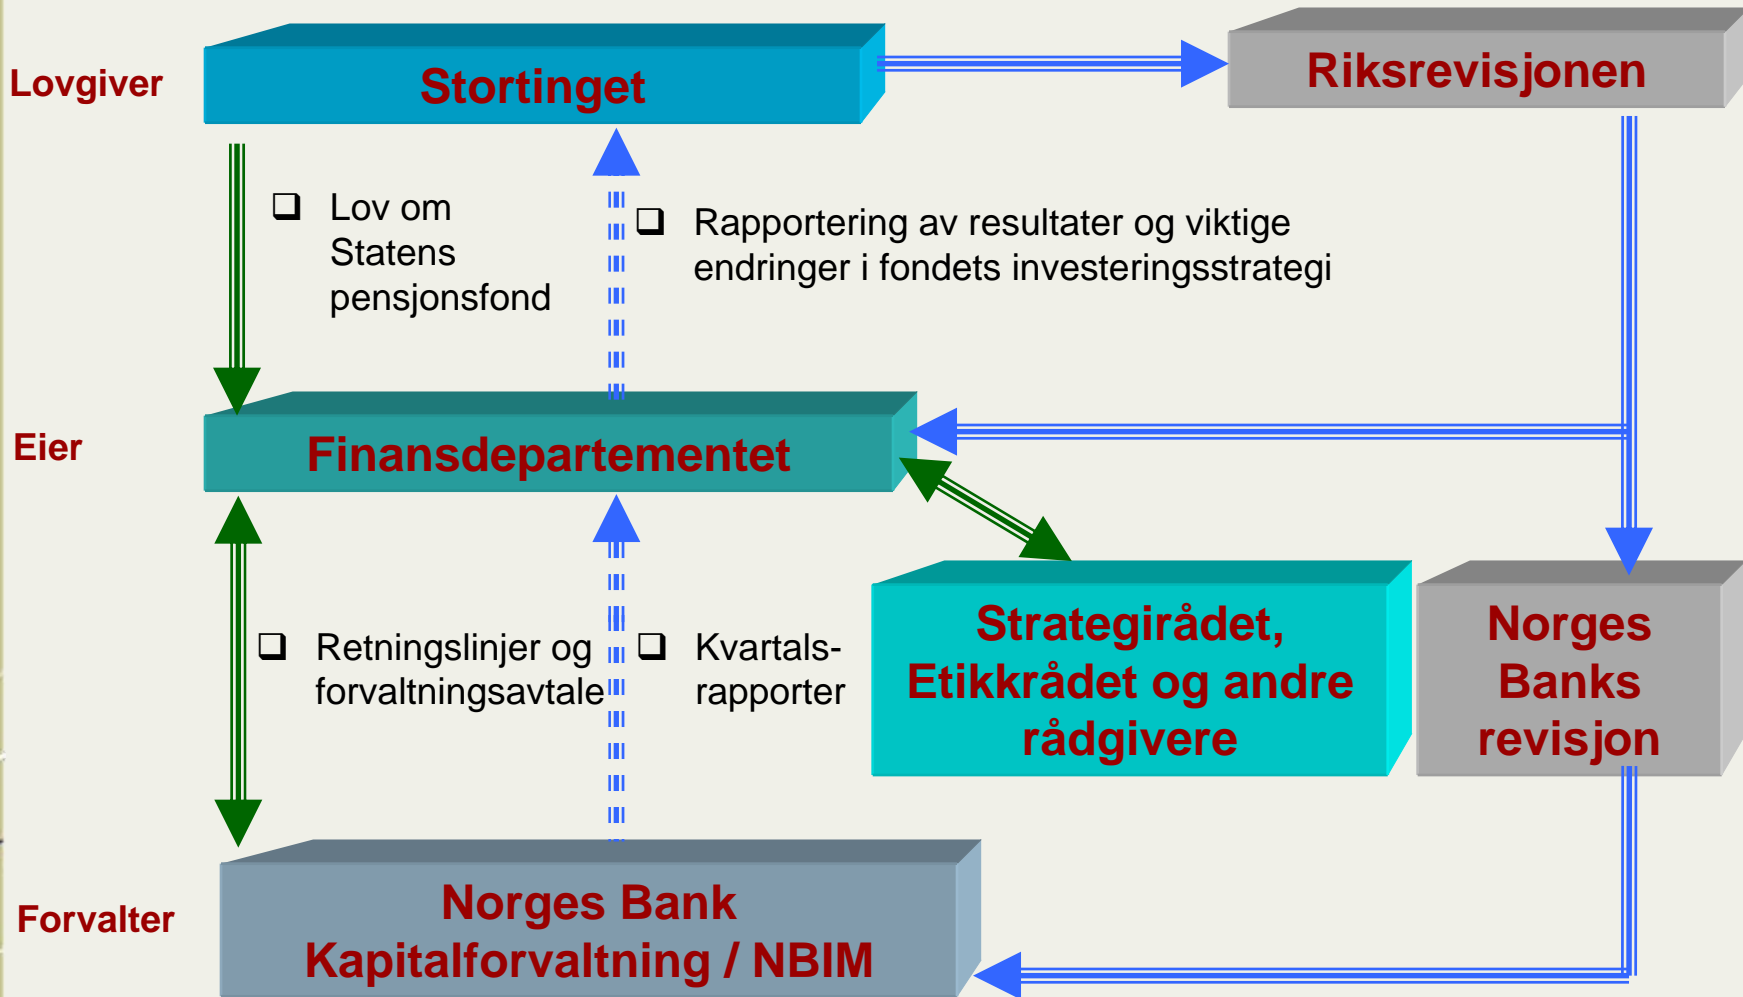 Lovgiver
Stortinget
Riksrevisjonen
❑ Lov om
Statens
pensjonsfond
❑ Rapportering av resultater og viktige
endringer i fondets investeringsstrategi
Eier
Finansdepartementet
❑ Retningslinjer og
forvaltningsavtale
❑ Kvartals-
rapporter
Strategirådet,
Etikkrådet og andre
rådgivere
Norges
Banks
revisjon
Forvalter
Norges Bank
Kapitalforvaltning / NBIM